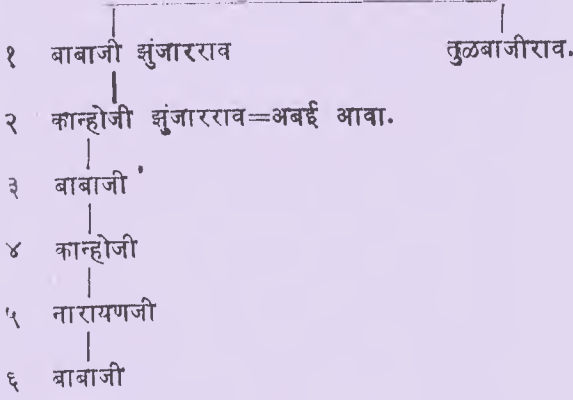 १ बाबाजी झुंजारराव तुळबाजीराव.
२ कान्होजी झुंजारराव=अबई आवा.
३ बाबाजी
४ कान्होजी
५ नारायणजी
६ बाबाजी